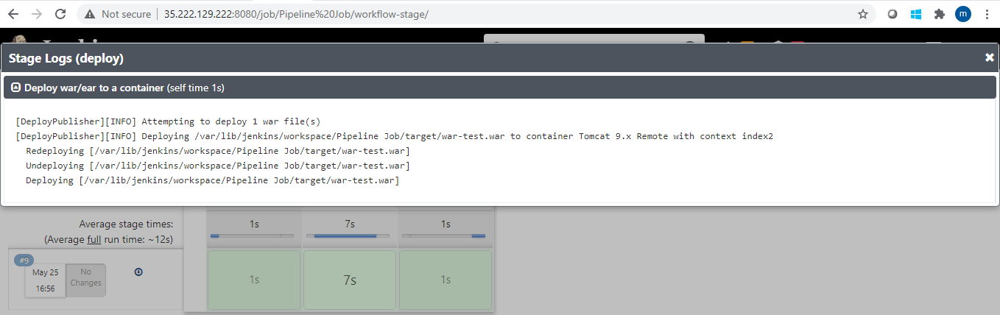 Not secure | 35.222.129.222:8080/job/Pipeline%20Job/workflow-stage/
m
Stage Logs (deploy)
Deploy war/ear to a container (self time 1s)
[DeployPublisher][INFO] Attempting to deploy 1 war file(s)
[DeployPublisher][INFO] Deploying /var/lib/jenkins/workspace/Pipeline Job/target/war-test.war to container Tomcat 9.x Remote with context index2
Redeploying [/var/lib/jenkins/workspace/Pipeline Job/target/war-test.war]
Undeploying [/var/lib/jenkins/workspace/Pipeline Job/target/war-test.war]
Deploying [/var/lib/jenkins/workspace/Pipeline Job/target/war-test.war]
Average stage times: 1s 7s 1s
(Average full run time: ~12s)
#9
May 25 No
16:56 Changes
1s 7s 1s